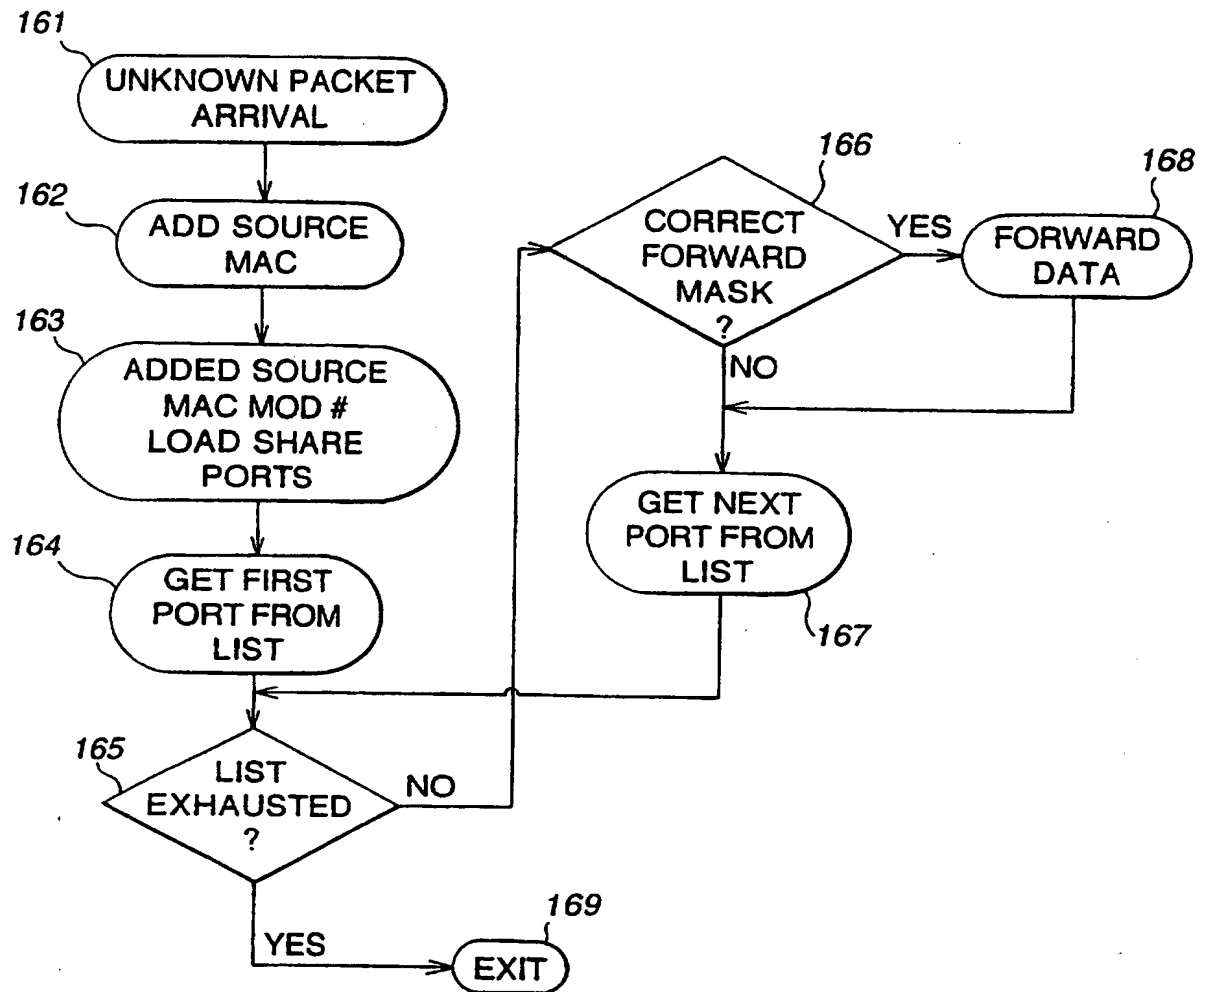 161
UNKNOWN PACKET
ARRIVAL
162
ADD SOURCE
MAC
163
ADDED SOURCE
MAC MOD #
LOAD SHARE
PORTS
164
GET FIRST
PORT FROM
LIST
165
LIST
EXHAUSTED
?
NO
YES
166
CORRECT
FORWARD
MASK
?
YES
NO
168
FORWARD
DATA
GET NEXT
PORT FROM
LIST
167
169
EXIT